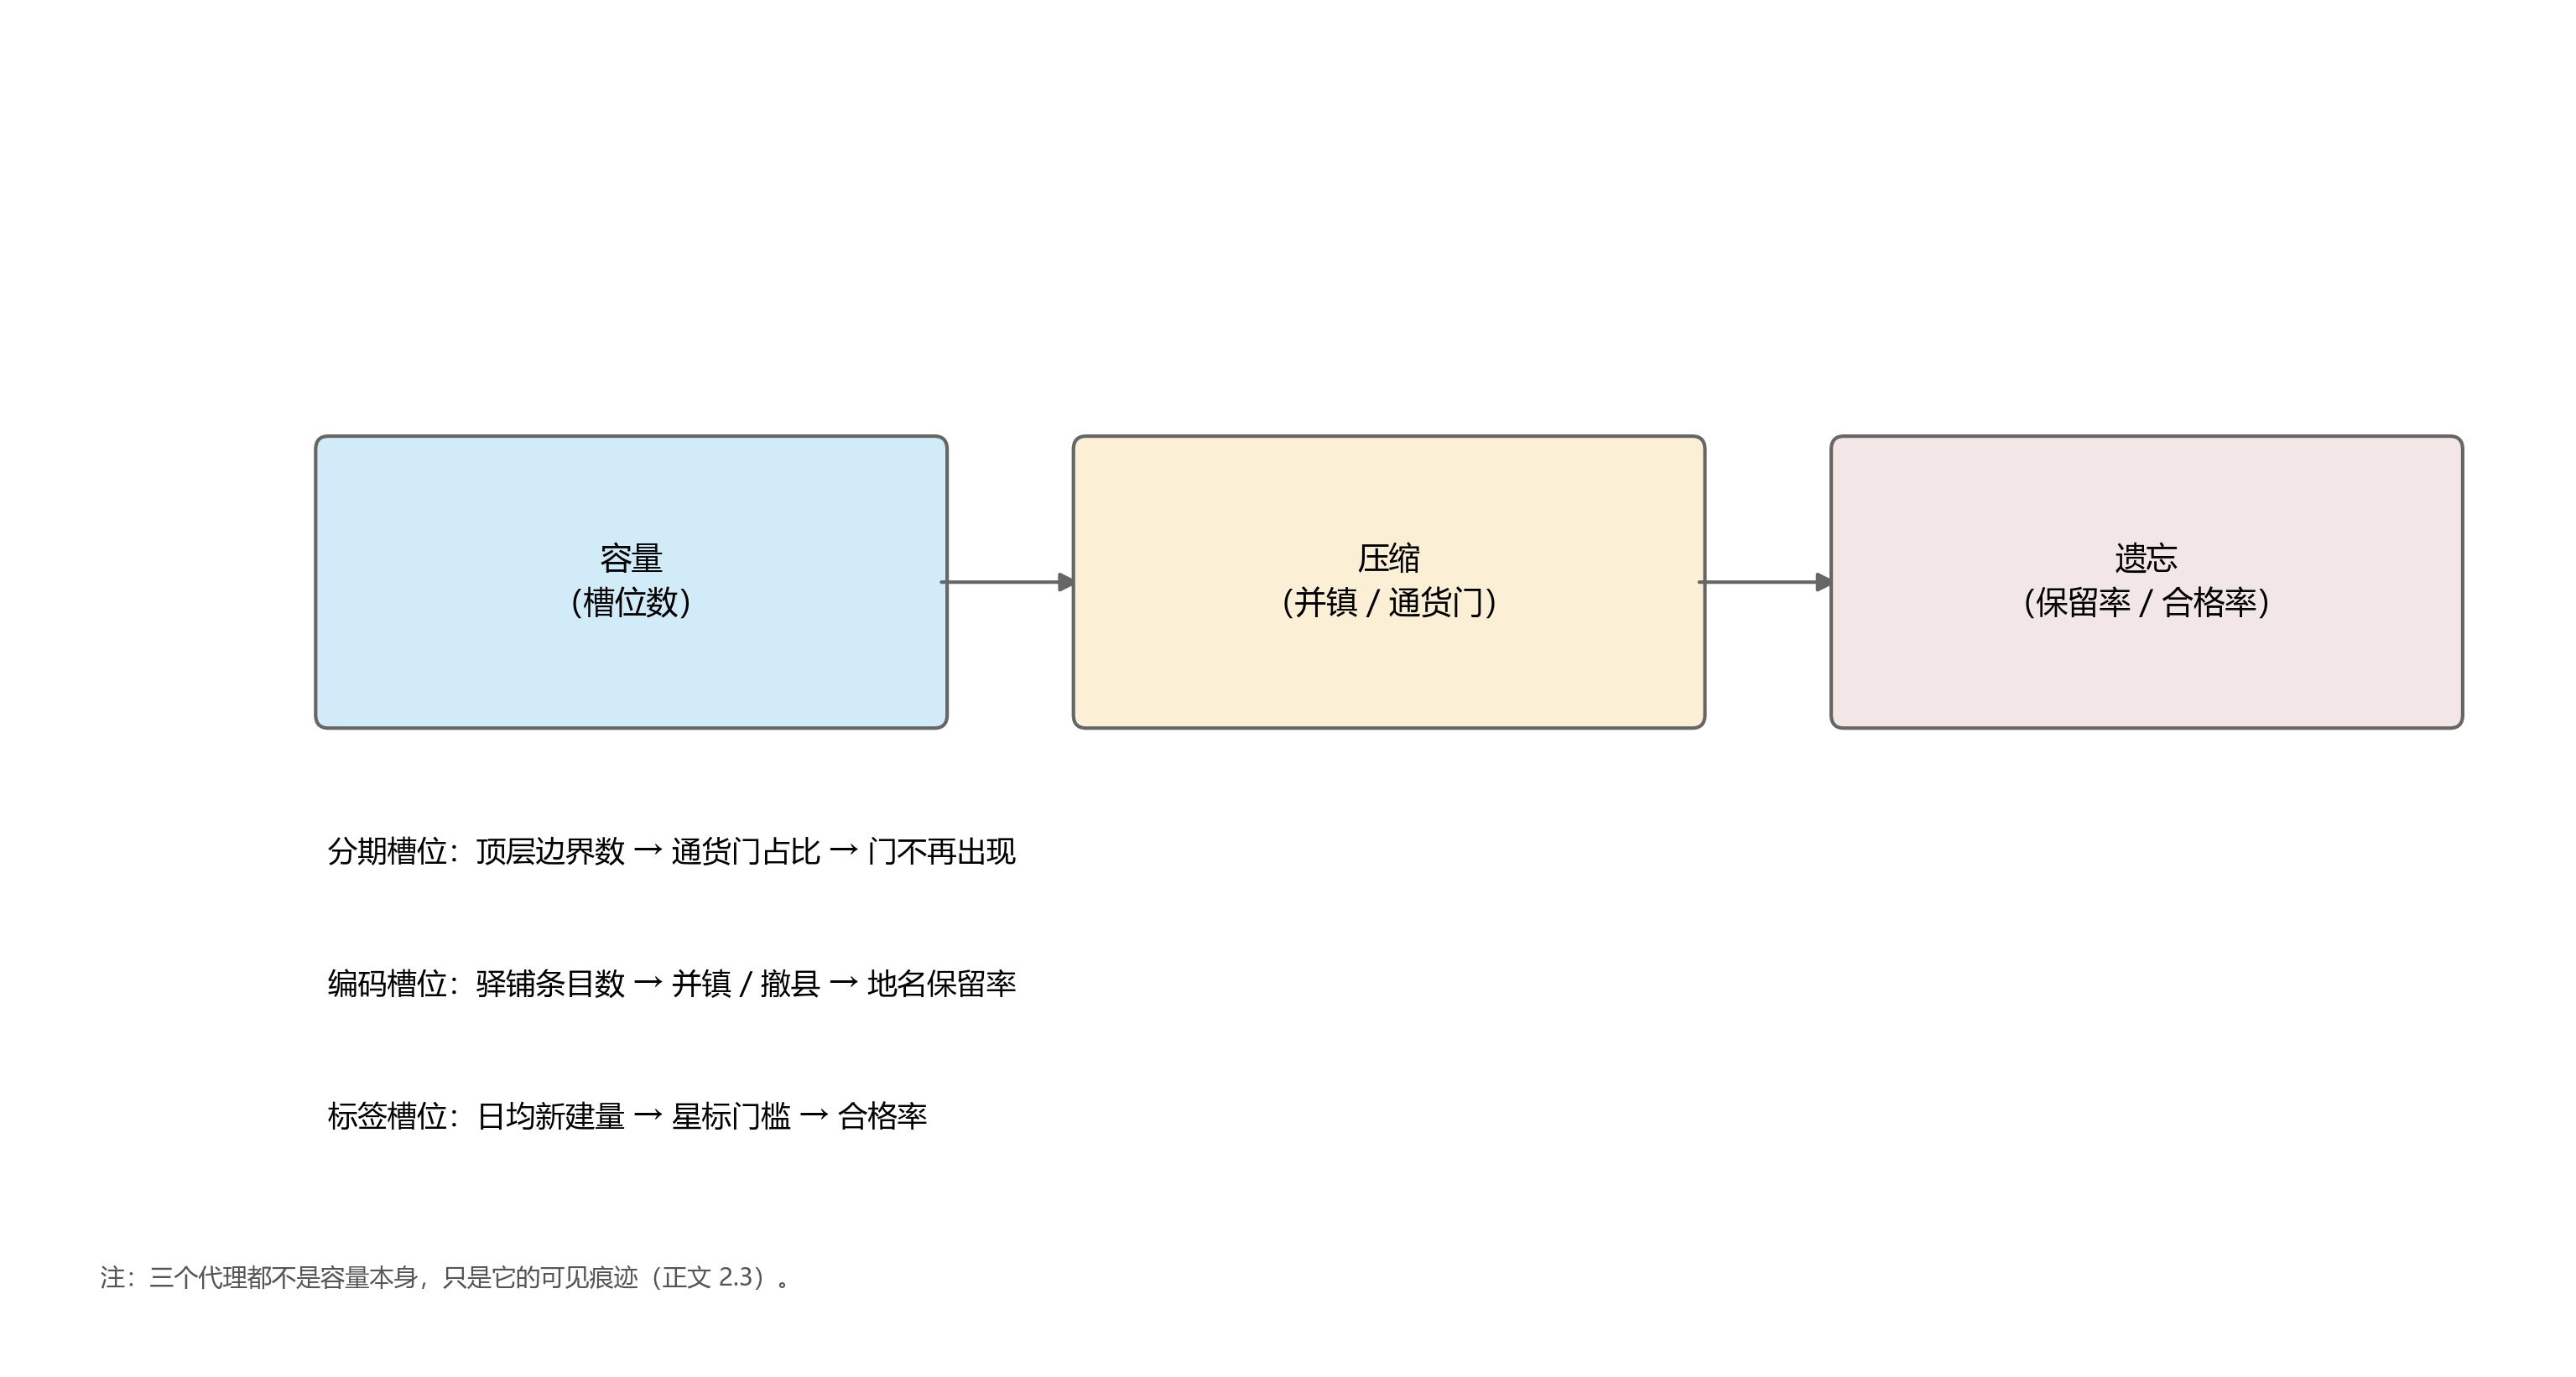 容量
（槽位数）
压缩
（并镇 / 通货门）
遗忘
（保留率 / 合格率）
分期槽位：顶层边界数 → 通货门占比 → 门不再出现
编码槽位：驿铺条目数 → 并镇 / 撤县 → 地名保留率
标签槽位：日均新建量 → 星标门槛 → 合格率
注：三个代理都不是容量本身，只是它的可见痕迹（正文 2.3）。